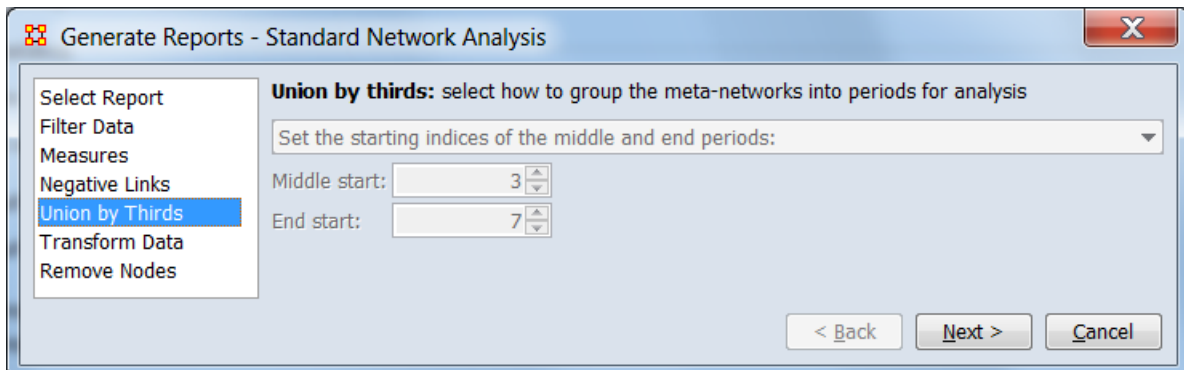 Generate Reports - Standard Network Analysis
X
Select Report
Filter Data
Measures
Negative Links
Union by Thirds
Transform Data
Remove Nodes
Union by thirds: select how to group the meta-networks into periods for analysis
Set the starting indices of the middle and end periods:
Middle start: 3
End start: 7
< Back
Next >
Cancel